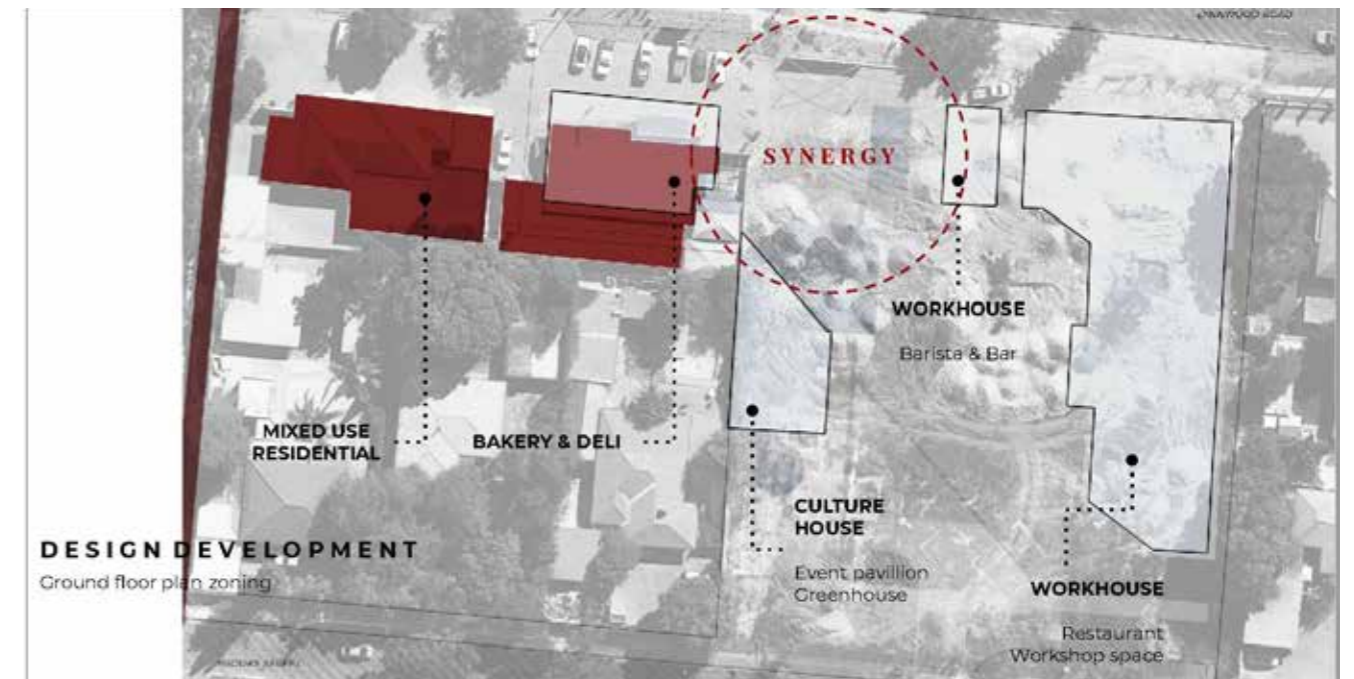 SYNERGY
WORKHOUSE
Barista & Bar
MIXED USE
RESIDENTIAL
BAKERY & DELI
CULTURE
HOUSE
Event pavillion
Greenhouse
WORKHOUSE
Restaurant
Workshop space
DESIGN DEVELOPMENT
Ground floor plan zoning